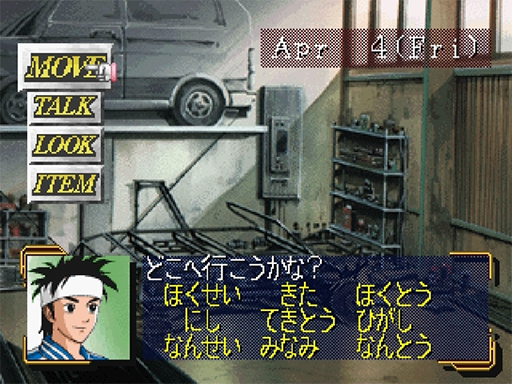 Apr 4(Fri)
MOVE
TALK
LOOK
ITEM
どこへ行こうかな?
ほくせい きた ほくとう
にし てきとう ひがし
なんせい みなみ なんとう